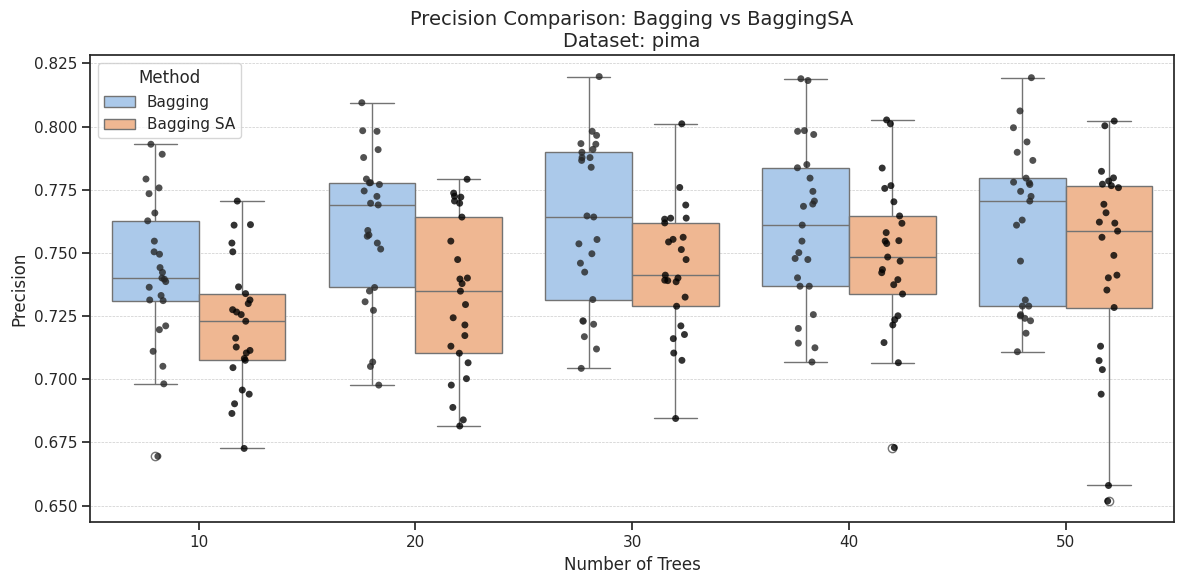 Precision Comparison: Bagging vs BaggingSA
Dataset: pima
Method
Bagging
Bagging SA
Precision
0.825
0.800
0.775
0.750
0.725
0.700
0.675
0.650
10 20 30 40 50
Number of Trees